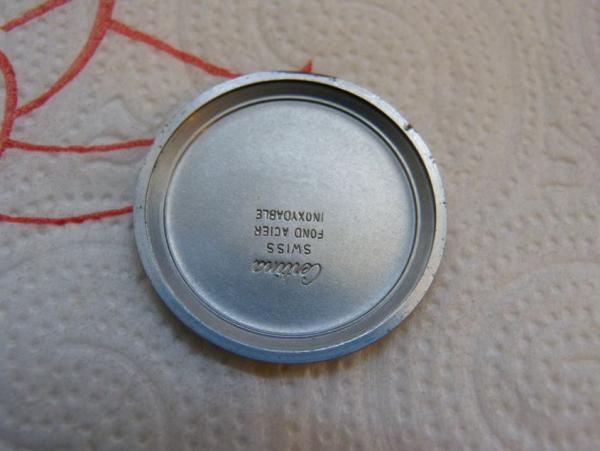 Certina
SWISS
FOND ACIER
INOXYDABLE